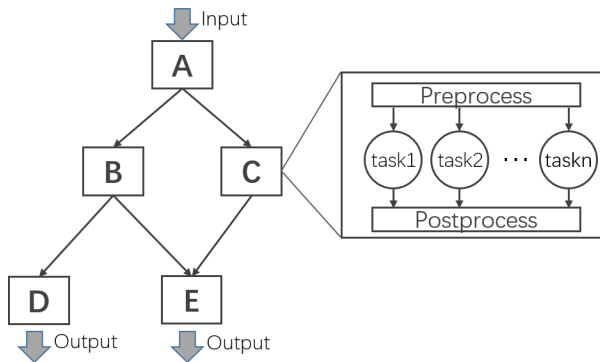 Input
A
Preprocess
B
C
task1
task2
···
taskn
Postprocess
D
E
Output
Output